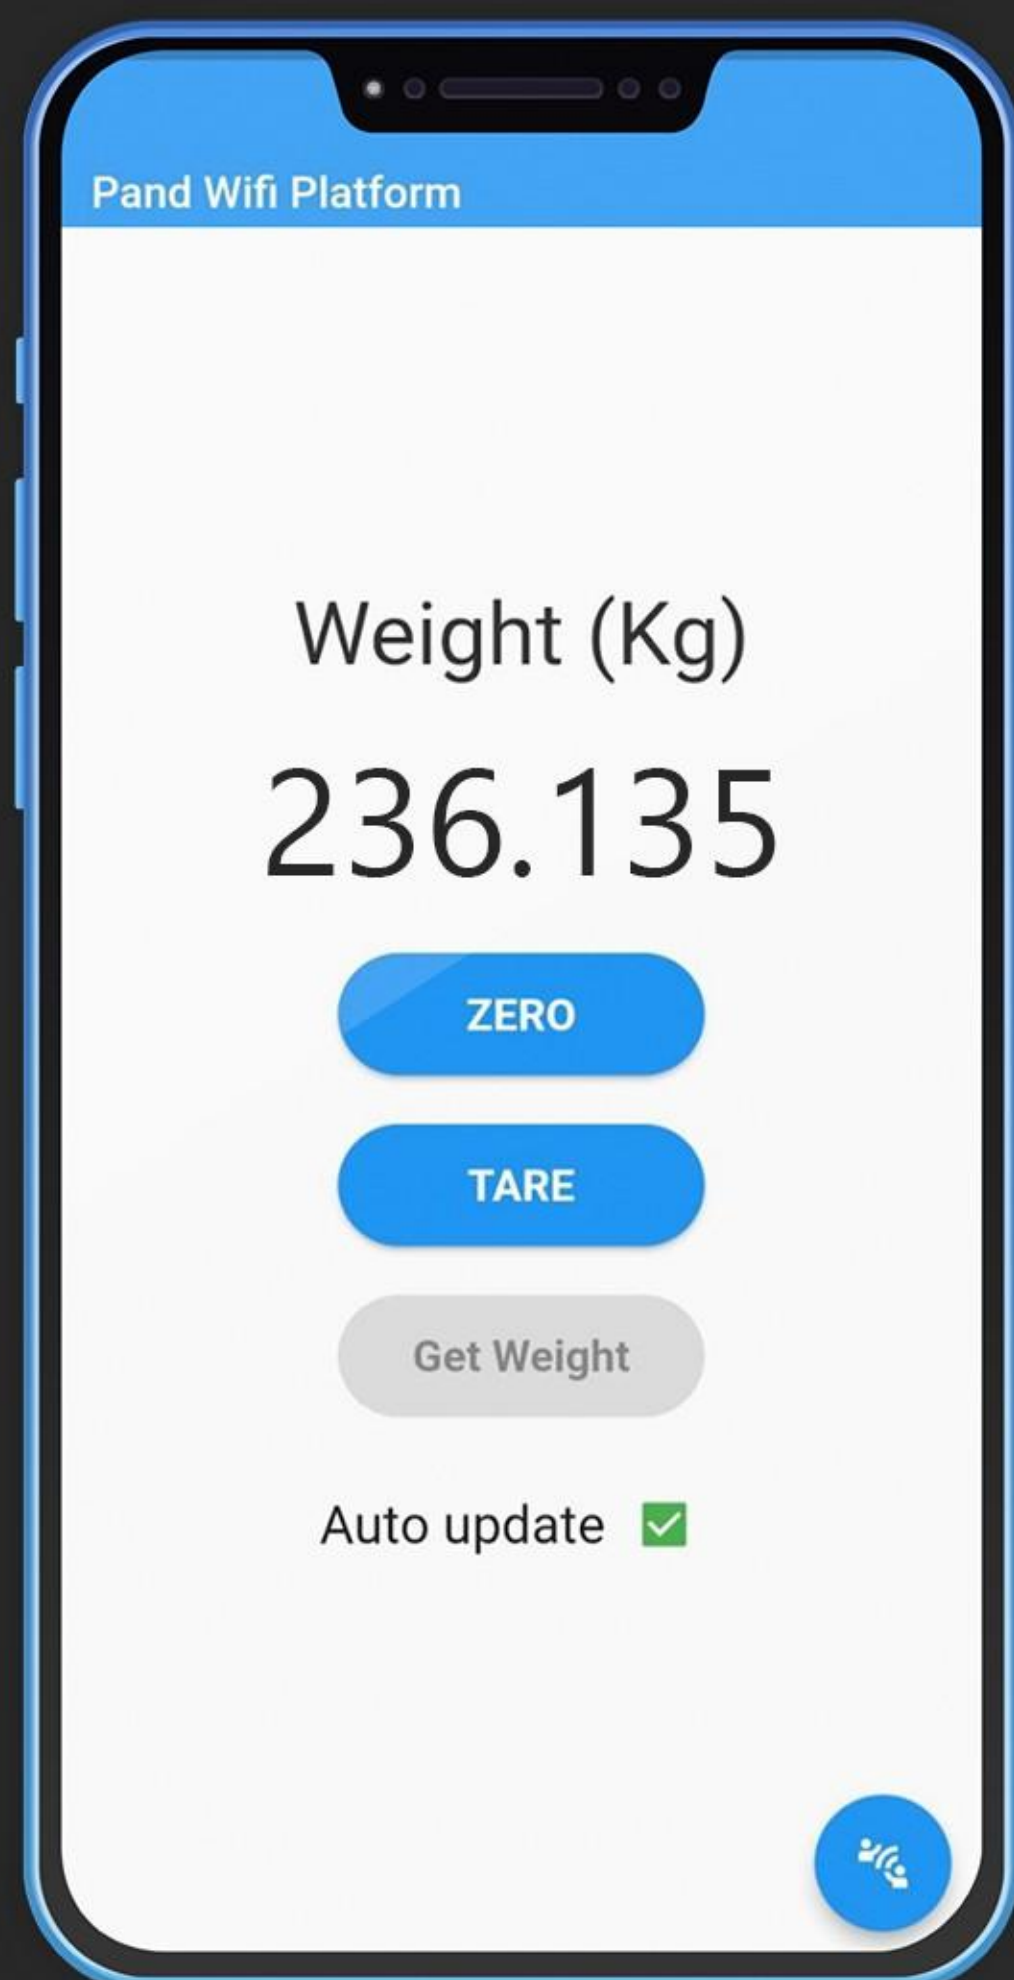 Pand Wifi Platform
Weight (Kg)
236.135
ZERO
TARE
Get Weight
Auto update